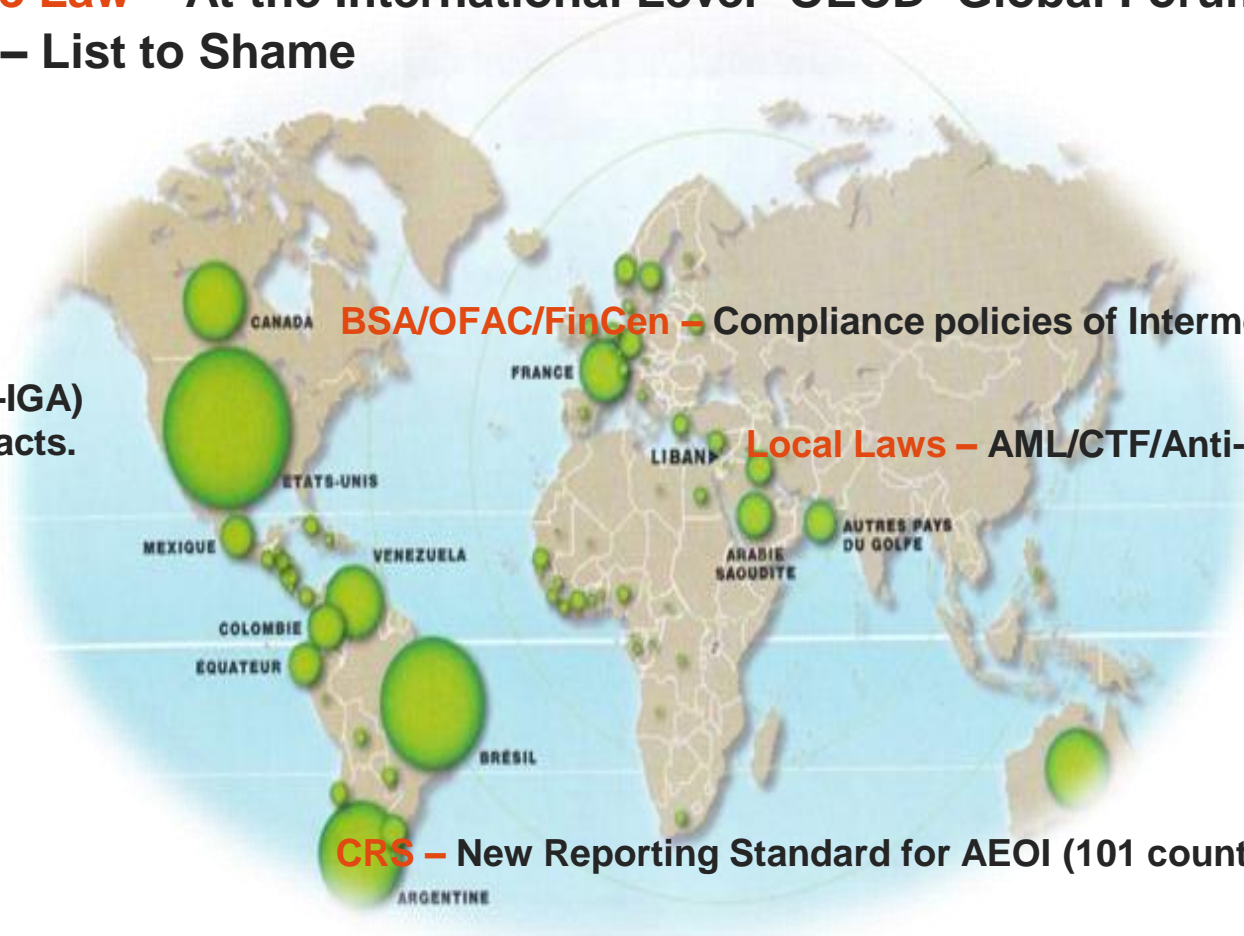 Law – At the International Level OECD Global Forum
– List to Shame
CANADA
BSA/OFAC/FinCen – Compliance policies of
FRANCE
-IGA)
acts.
LIBAN
Local Laws – AML/CTF/Anti-
ETATS-UNIS
MEXIQUE
VENEZUELA
AUTRES PAYS
DU GOLFE
ARABIE
SAOUDITE
COLOMBIE
ÉQUATEUR
BRÉSIL
CRS – New Reporting Standard for AEOI (101
ARGENTINE